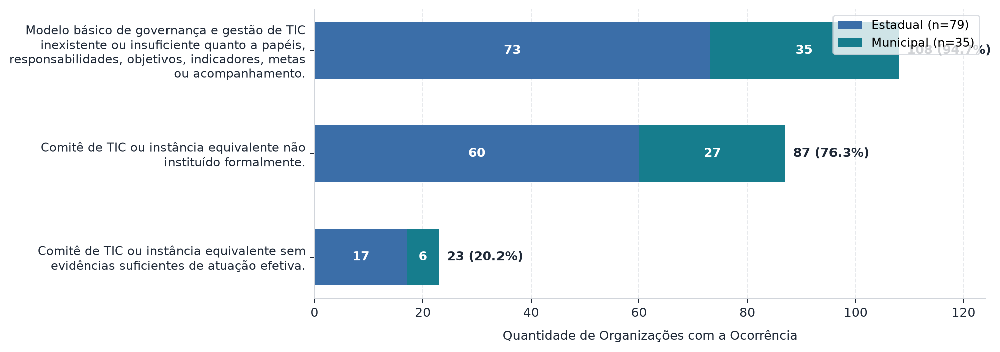 Modelo básico de governança e gestão de TIC
inexistente ou insuficiente quanto a papéis,
responsabilidades, objetivos, indicadores, metas
ou acompanhamento.
73
35
108 (94.7%)
Estadual (n=79)
Municipal (n=35)
Comitê de TIC ou instância equivalente não
instituído formalmente.
60
27
87 (76.3%)
Comitê de TIC ou instância equivalente sem
evidências suficientes de atuação efetiva.
17
6
23 (20.2%)
0
20
40
60
80
100
120
Quantidade de Organizações com a Ocorrência